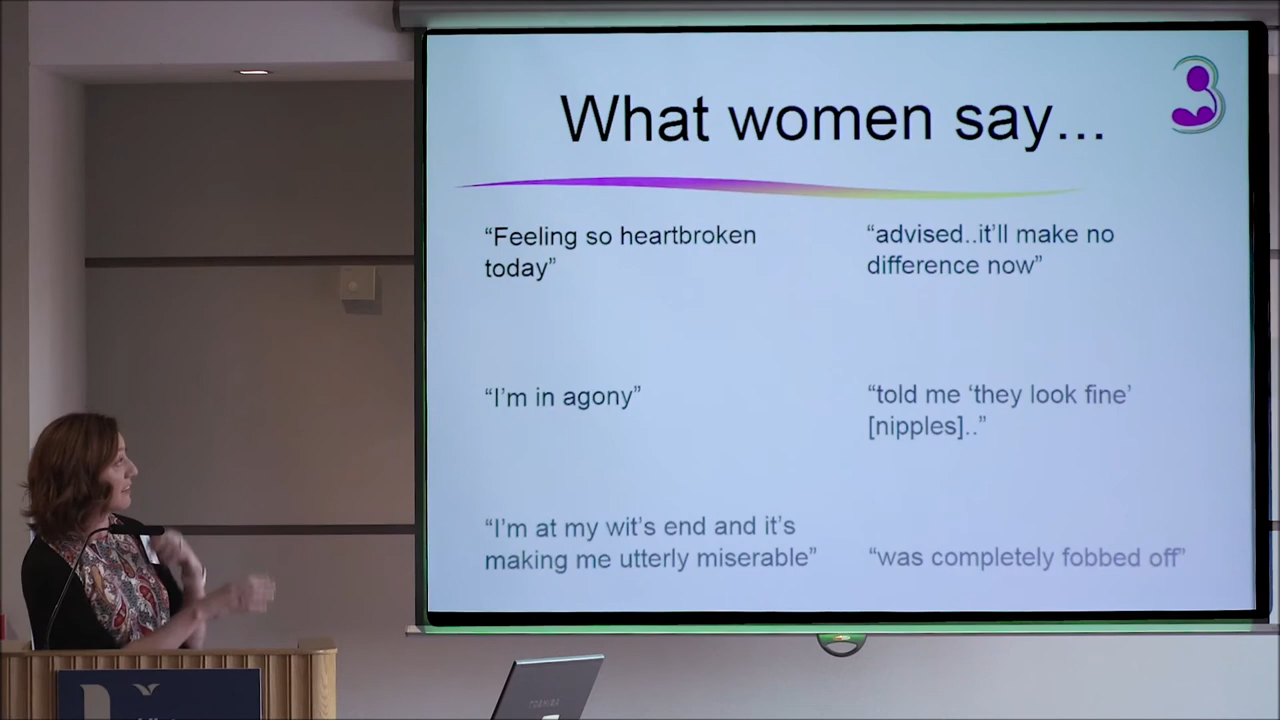 What women say...
“Feeling so heartbroken
today”
“advised..it’ll make no
difference now”
“I’m in agony”
“told me ‘they look fine’
[nipples]..”
“I’m at my wit’s end and it’s
making me utterly miserable”
“was completely fobbed off”
TOSHIBA